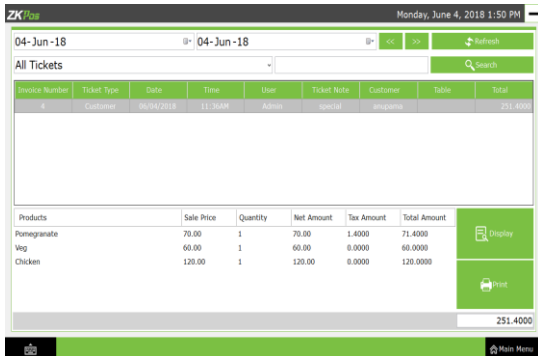 ZKPos Monday, June 4, 2018 1:50 PM
04-Jun-18 04-Jun-18 << >> Refresh
All Tickets Search
Invoice Number Ticket Type Date Time User Ticket Note Customer Table Total
4 Customer 06/04/2018 11:36AM Admin special anupama 251.4000
Products Sale Price Quantity Net Amount Tax Amount Total Amount
Pomegranate 70.00 1 70.00 1.4000 71.4000
Veg 60.00 1 60.00 0.0000 60.0000
Chicken 120.00 1 120.00 0.0000 120.0000
Display
Print
251.4000
Main Menu